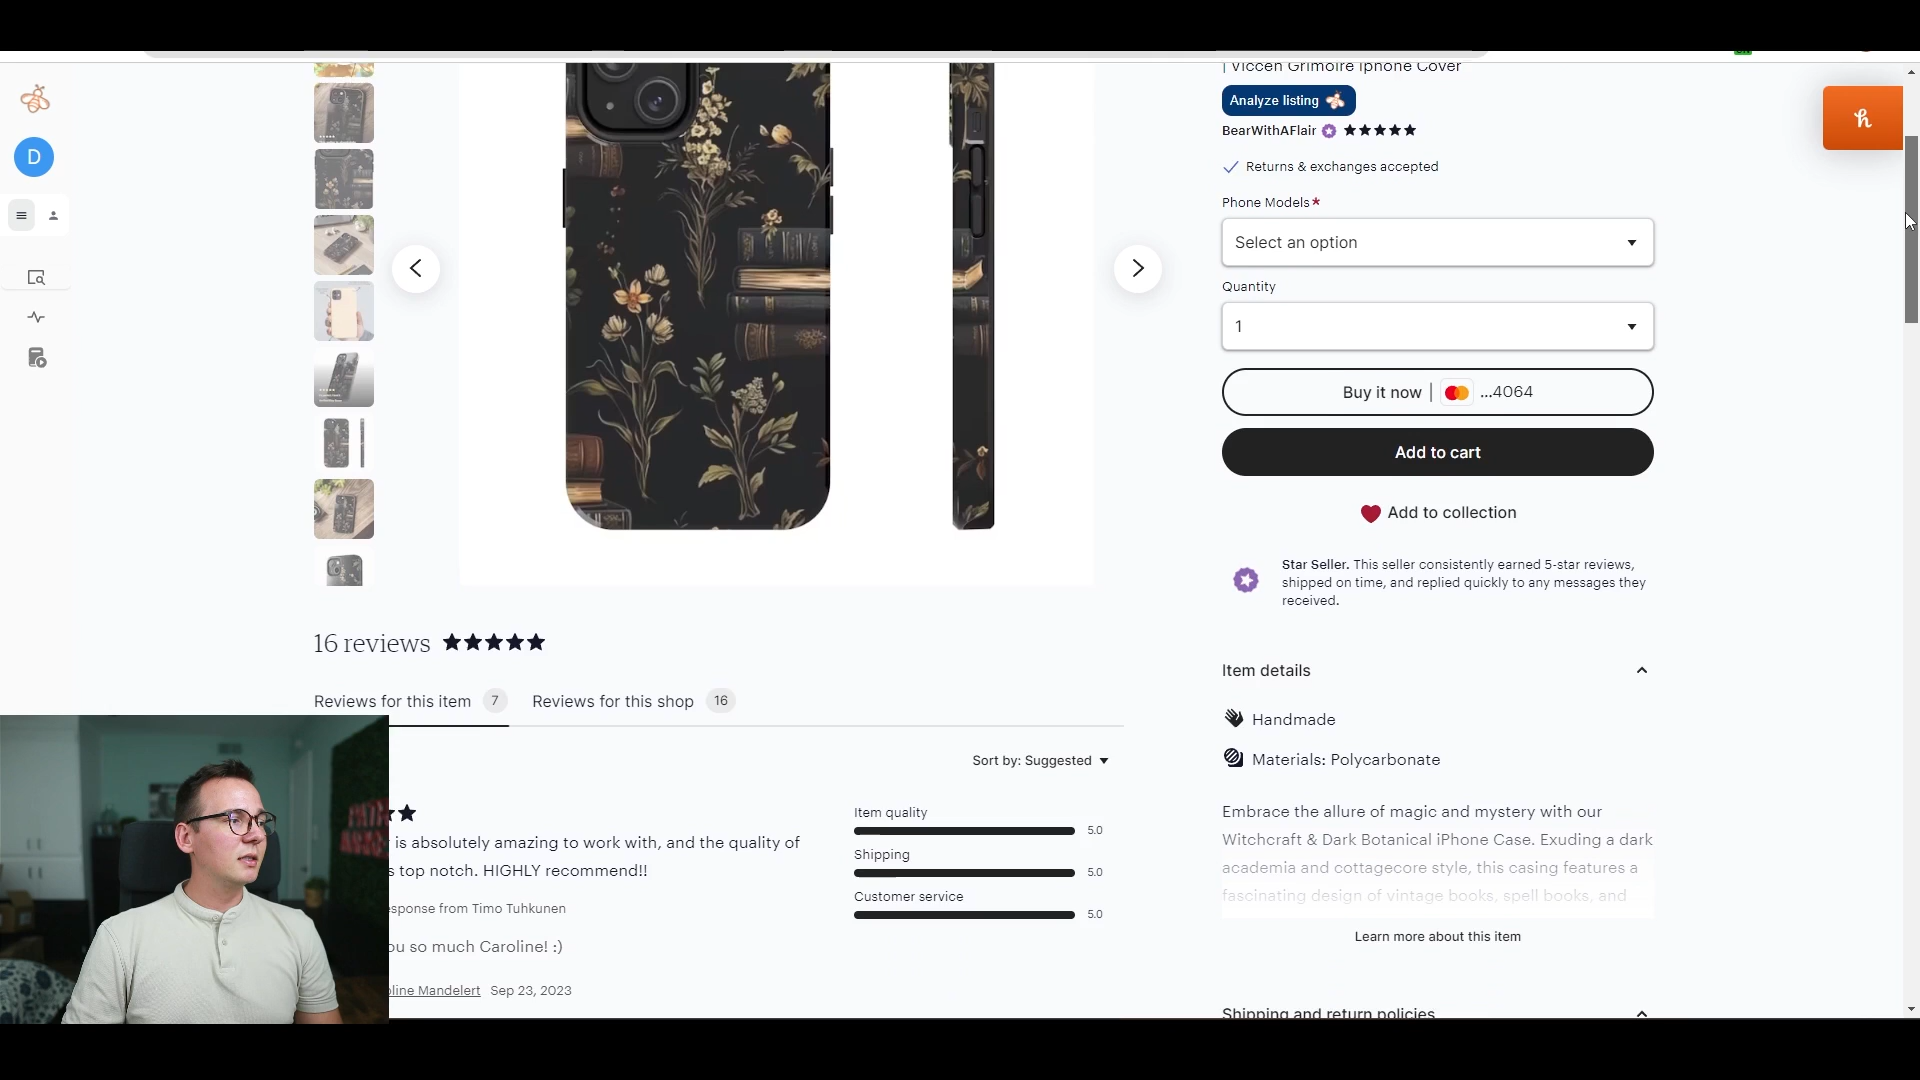 | Wiccen Grimoire Iphone Cover
Analyze listing
BearWithAFlair
Returns & exchanges accepted
D
Phone Models*
Select an option
Quantity
1
Buy it now | ...4064
Add to cart
Add to collection
Star Seller. This seller consistently earned 5-star reviews,
shipped on time, and replied quickly to any messages they
received.
16 reviews
Reviews for this item 7 Reviews for this shop 16
Sort by: Suggested
is absolutely amazing to work with, and the quality of
s top notch. HIGHLY recommend!!
esponse from Timo Tuhkunen
ou so much Caroline! :)
oline Mandelert Sep 23, 2023
Item quality
5.0
Shipping
5.0
Customer service
5.0
Item details
Handmade
Materials: Polycarbonate
Embrace the allure of magic and mystery with our
Witchcraft & Dark Botanical iPhone Case. Exuding a dark
academia and cottagecore style, this casing features a
fascinating design of vintage books, spell books, and
Learn more about this item
Shipping and return policies